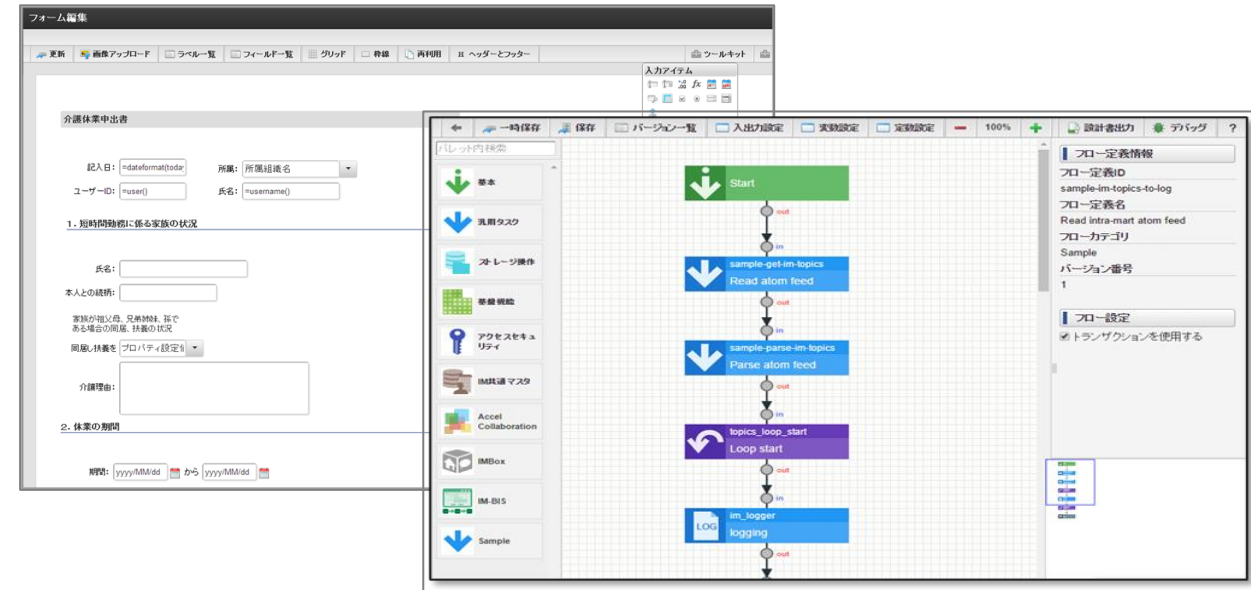 フォーム編集
更新 画像アップロード ラベル一覧 フィールド一覧 グリッド 枠線 再利用 H ヘッダーとフッター ツールキット
入力アイテム
介護休業申出書
記入日: =dateformat(today 所属: 所属組織名
ユーザーID: =user() 氏名: =username()
1. 短時間勤務に係る家族の状況
氏名:
本人との続柄:
家族が祖父母、兄弟姉妹、孫で
ある場合の同居、扶養の状況
同居し扶養を プロパティ設定を
介護理由:
2. 休業の期間
期間: yyyy/MM/dd から yyyy/MM/dd
一時保存 保存 バージョン一覧 入出力設定 変数設定 定数設定 100% 設計書出力 デバッグ ?
パレット内検索
基本
汎用タスク
ストレージ操作
基盤機能
アクセスセキュ
リティ
IM共通マスタ
Accel
Collaboration
IMBox
IM-BIS
Sample
Start
out
in
sample-get-im-topics
Read atom feed
out
in
sample-parse-im-topics
Parse atom feed
out
in
topics_loop_start
Loop start
out
in
im_logger
LOG
logging
out
フロー定義情報
フロー定義ID
sample-im-topics-to-log
フロー定義名
Read intra-mart atom feed
フローカテゴリ
Sample
バージョン番号
1
フロー設定
トランザクションを使用する